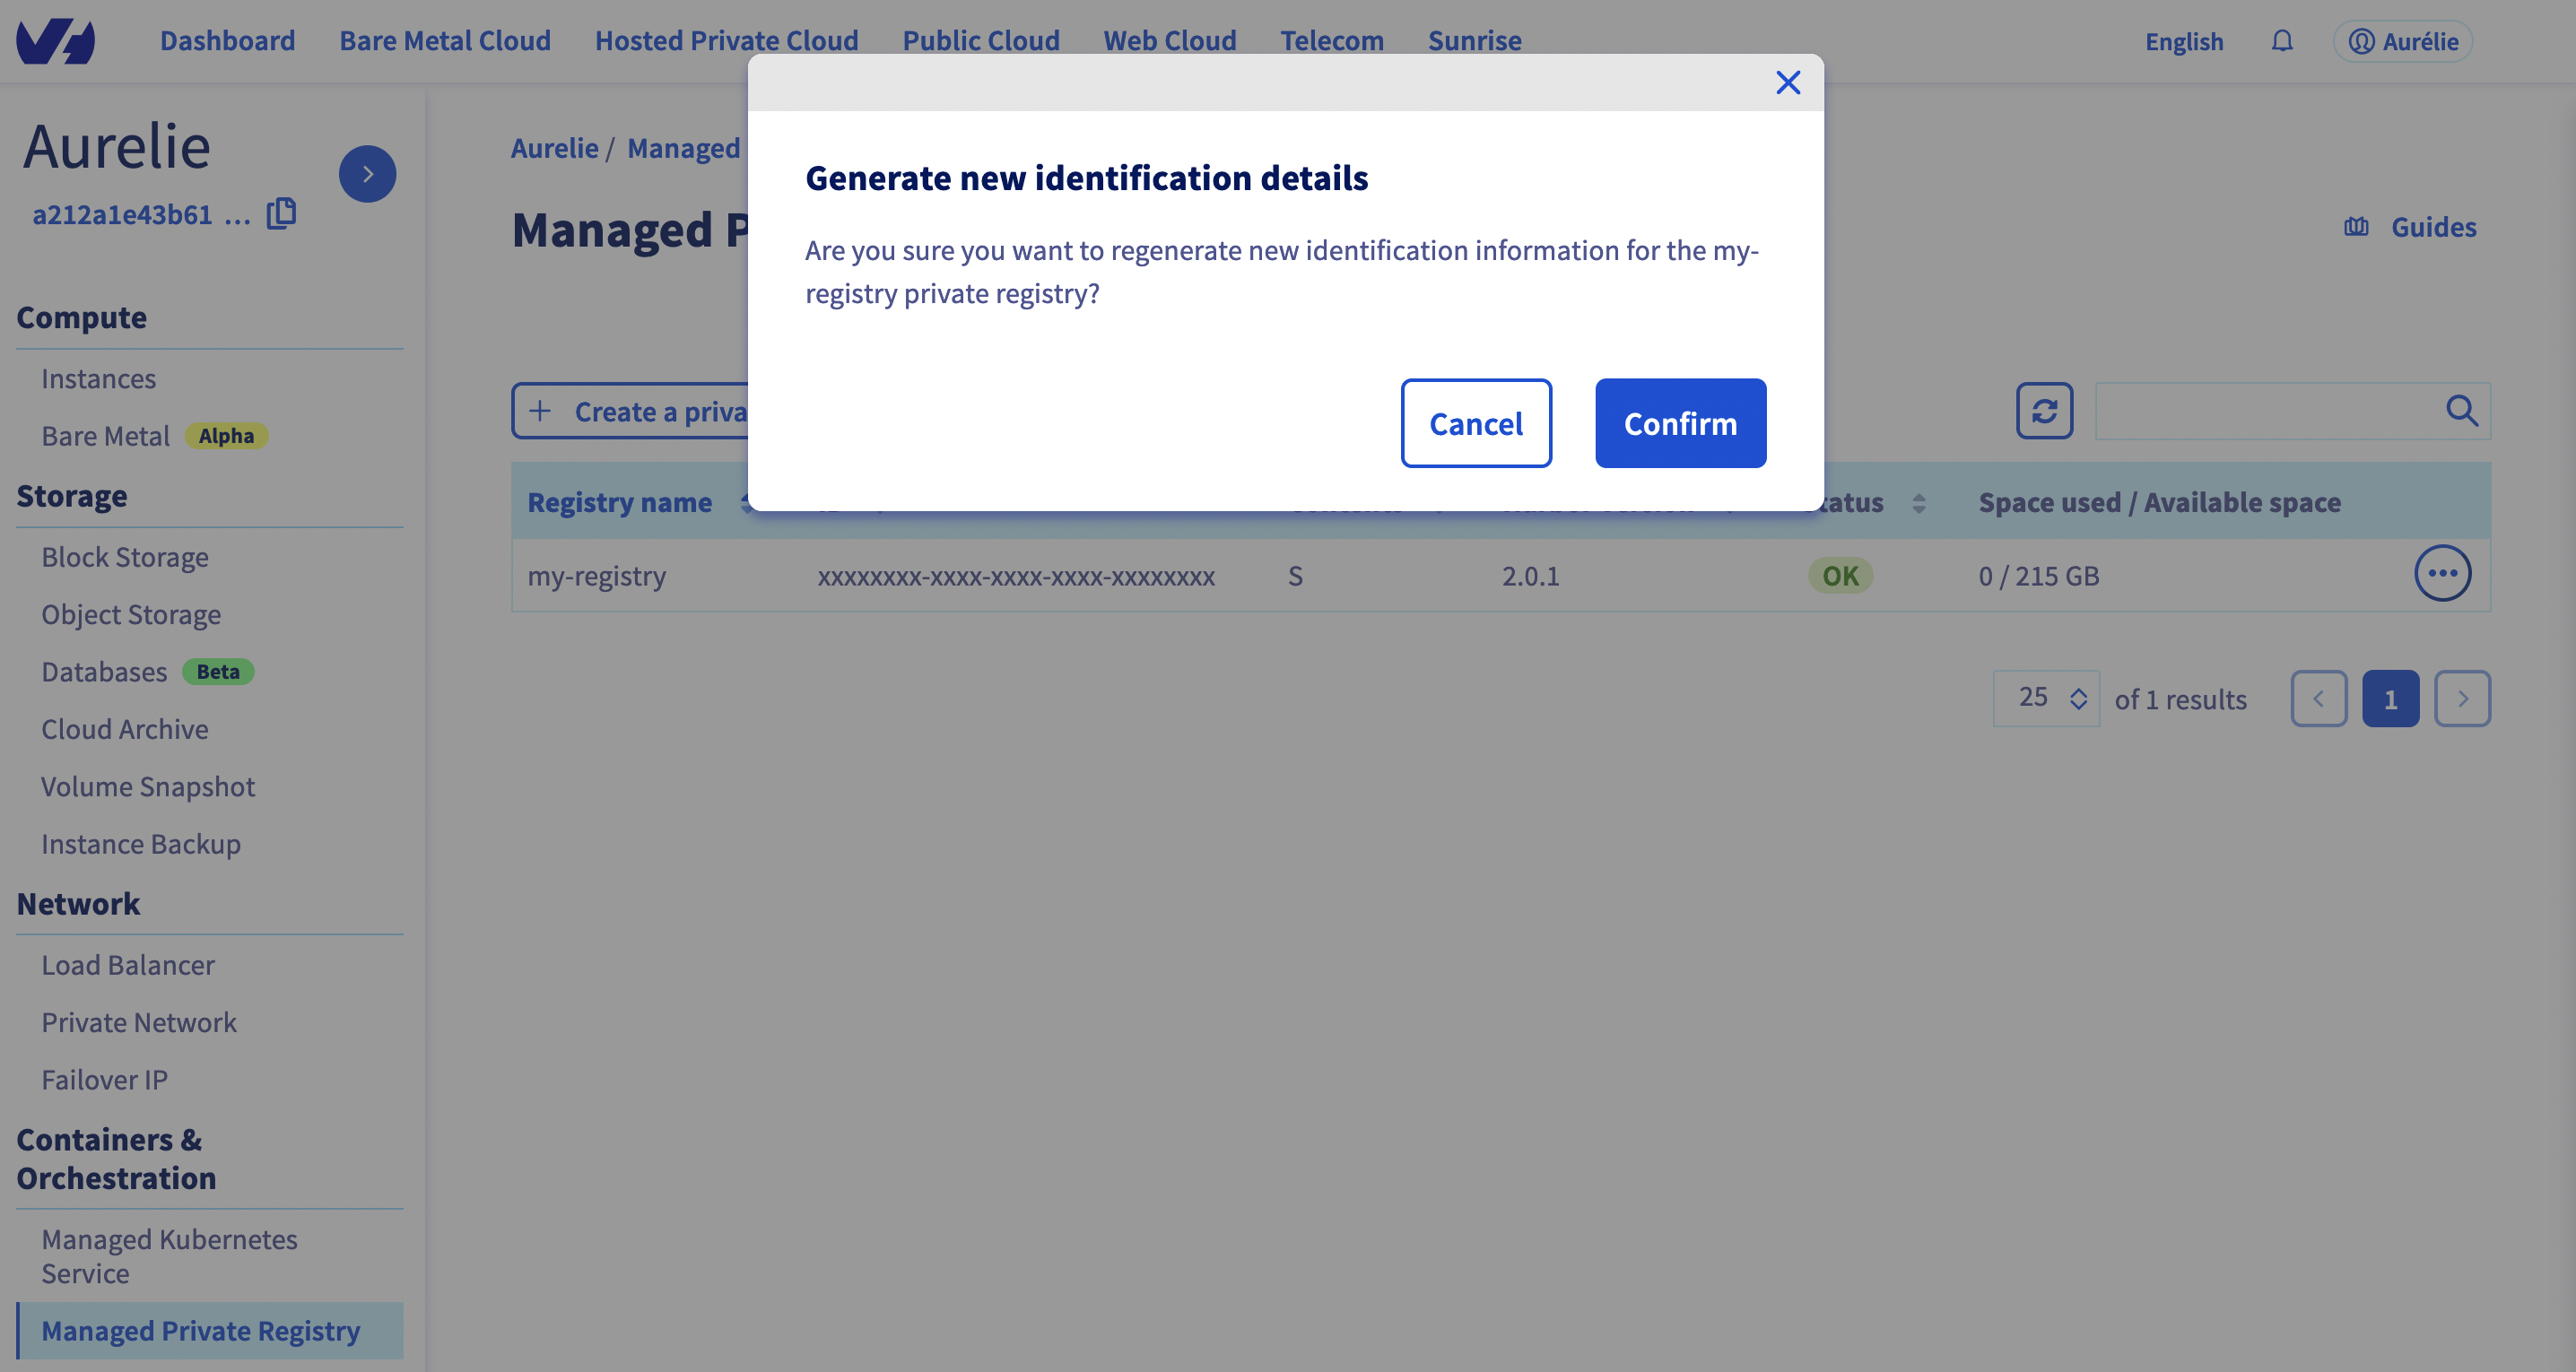 Dashboard Bare Metal Cloud Hosted Private Cloud Public Cloud Web Cloud Telecom Sunrise English Aurélie
Aurelie
a212a1e43b61 ...
Compute
Instances
Bare Metal Alpha
Storage
Block Storage
Object Storage
Databases Beta
Cloud Archive
Volume Snapshot
Instance Backup
Network
Load Balancer
Private Network
Failover IP
Containers &
Orchestration
Managed Kubernetes
Service
Managed Private Registry
Aurelie / Managed
Managed P
Guides
Generate new identification details
Are you sure you want to regenerate new identification information for the my-
registry private registry?
Cancel Confirm
Create a priva
Registry name tatus Space used / Available space
my-registry xxxxxxxx-xxxx-xxxx-xxxx-xxxxxxxx S 2.0.1 OK 0 / 215 GB
25 of 1 results 1